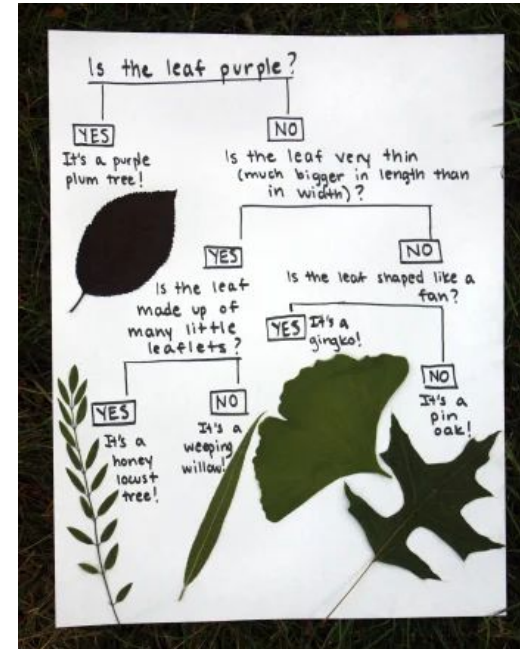 Is the leaf purple?
YES
It's a purple
plum tree!
NO
Is the leaf very thin
(much bigger in length than
in width)?
YES
Is the leaf
made up of
many little
leaflets?
YES
It's a
honey
locust
tree!
NO
It's a
weeping
willow!
NO
Is the leaf shaped like a
fan?
YES
It's a
gingko!
NO
It's a
pin
oak!